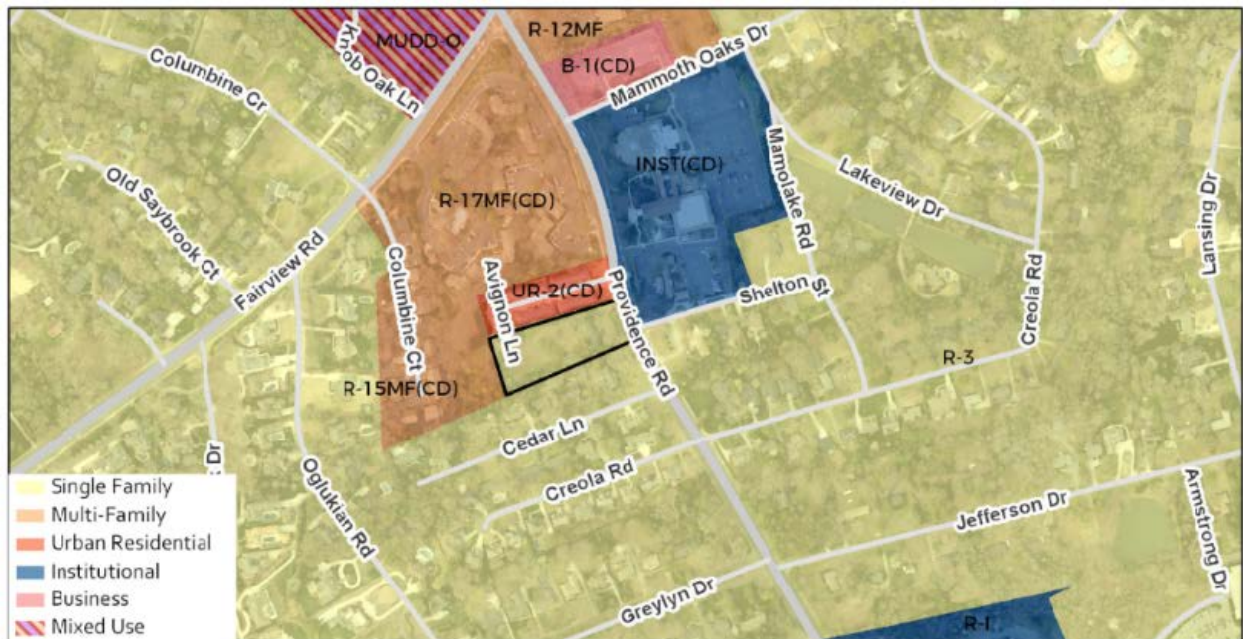 MUDD-O
R-12MF
Knob Oak Ln
Columbine Cr
B-1(CD)
Mammoth Oaks Dr
INST(CD)
Mamolake Rd
Lakeview Dr
Lansing Dr
Old Saybrook Ct
R-17MF(CD)
Fairview Rd
Columbine Ct
Avignon Ln
UR-2(CD)
Providence Rd
Shelton St
Creola Rd
R-3
R-15MF(CD)
Cedar Ln
Creola Rd
Oglukian Rd
Jefferson Dr
Armstrong Dr
Greylyn Dr
R-I
Dr
Single Family
Multi-Family
Urban Residential
Institutional
Business
Mixed Use